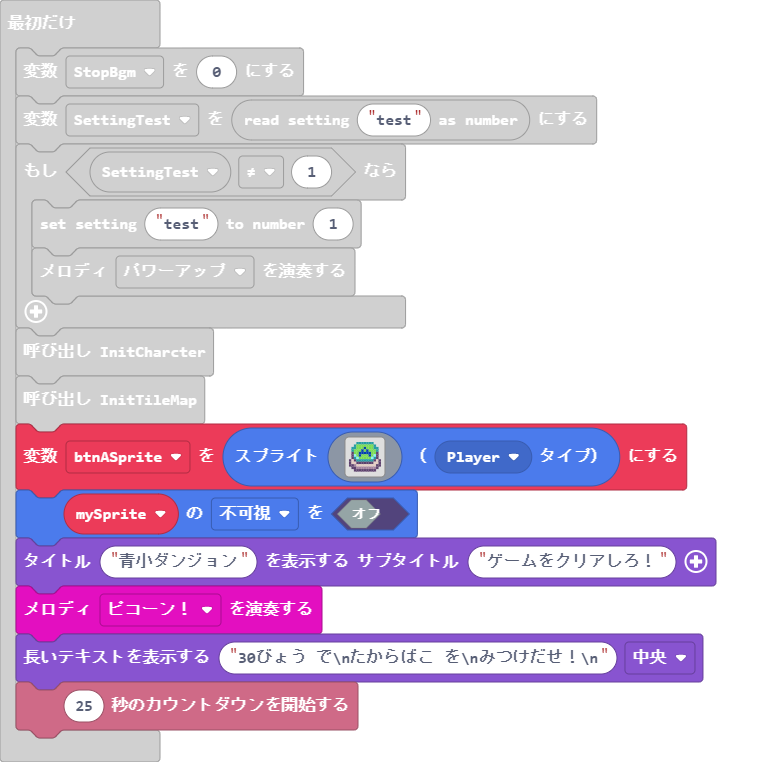 最初だけ
変数 StopBgm を 0 にする
変数 SettingTest を read setting "test" as number にする
もし SettingTest ≠ 1 なら
set setting "test" to number 1
メロディ パワーアップ を演奏する
呼び出し InitCharcter
呼び出し InitTileMap
変数 btnASprite を スプライト A ( Player タイプ) にする
mySprite の 不可視 を オフ
タイトル "青小ダンジョン" を表示する サブタイトル "ゲームをクリアしろ！"
メロディ ピコーン！ を演奏する
長いテキストを表示する "30びょう で\nたからばこ を\nみつけだせ！\n" 中央
25 秒のカウントダウンを開始する